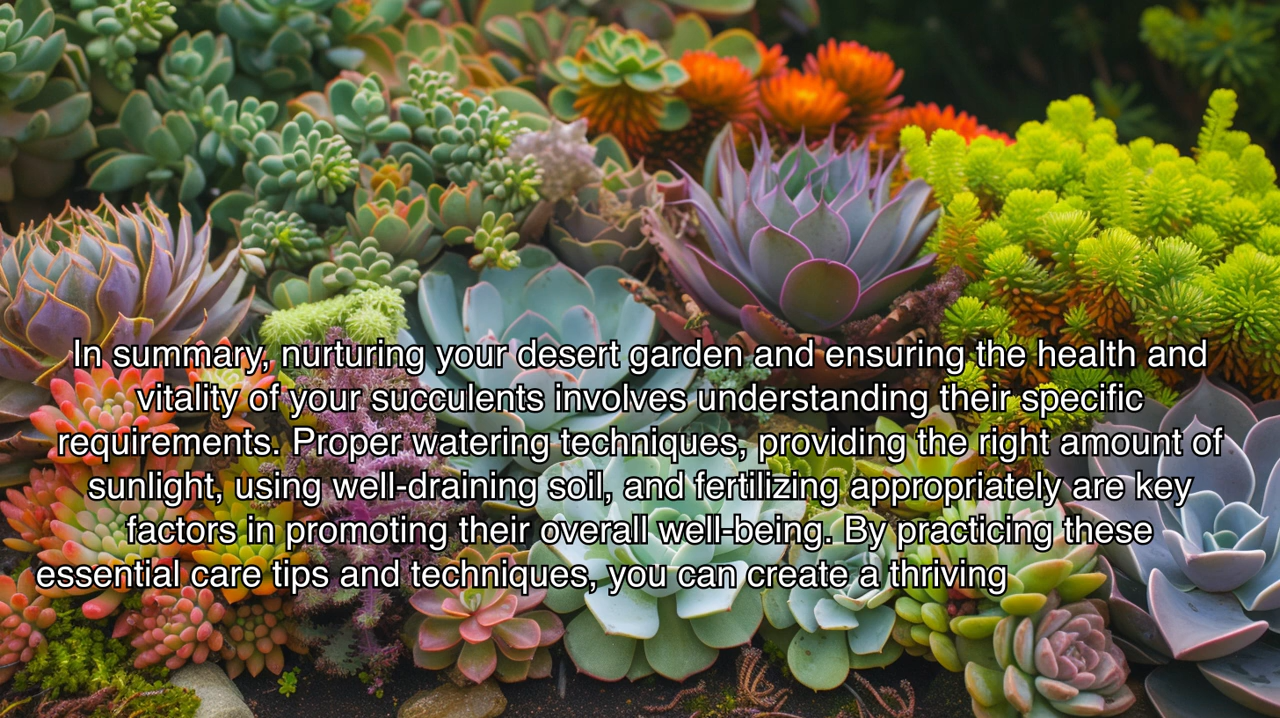 In summary, nurturing your desert garden and ensuring the health and
vitality of your succulents involves understanding their specific
requirements. Proper watering techniques, providing the right amount of
sunlight, using well-draining soil, and fertilizing appropriately are key
factors in promoting their overall well-being. By practicing these
essential care tips and techniques, you can create a thriving